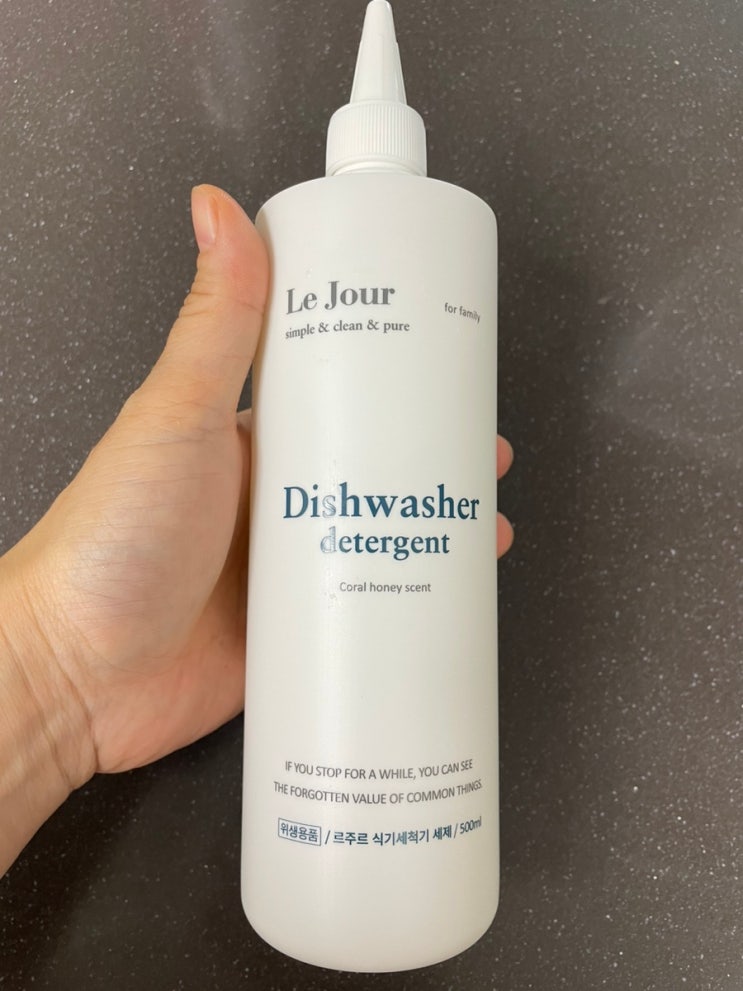 Le Jour
simple & clean & pure
for family
Dishwasher
detergent
Coral honey scent
IF YOU STOP FOR A WHILE, YOU CAN SEE
THE FORGOTTEN VALUE OF COMMON THINGS.
위생용품 / 르주르 식기세척기 세제 / 500ml